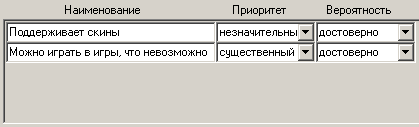 Наименование Приоритет Вероятность
Поддерживает скины незначительны достоверно
Можно играть в игры, что невозможно существенный достоверно